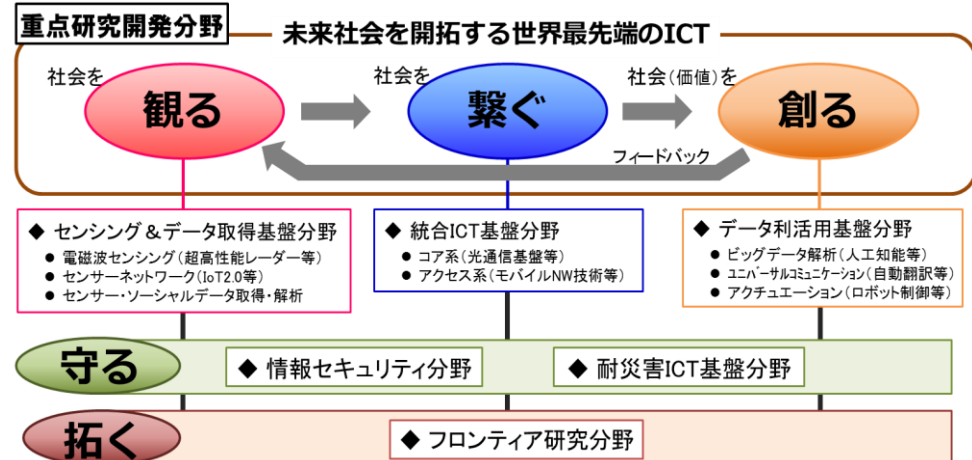 重点研究開発分野
未来社会を開拓する世界最先端のICT
社会を
観る
社会を
繋ぐ
社会(価値)を
創る
フィードバック
◆ センシング&データ取得基盤分野
● 電磁波センシング(超高性能レーダー等)
● センサーネットワーク(IoT2.0等)
● センサー・ソーシャルデータ取得・解析
◆ 統合ICT基盤分野
● コア系(光通信基盤等)
● アクセス系(モバイルNW技術等)
◆ データ利活用基盤分野
● ビッグデータ解析(人工知能等)
● ユニバーサルコミュニケーション(自動翻訳等)
● アクチュエーション(ロボット制御等)
守る
◆ 情報セキュリティ分野
◆ 耐災害ICT基盤分野
拓く
◆ フロンティア研究分野